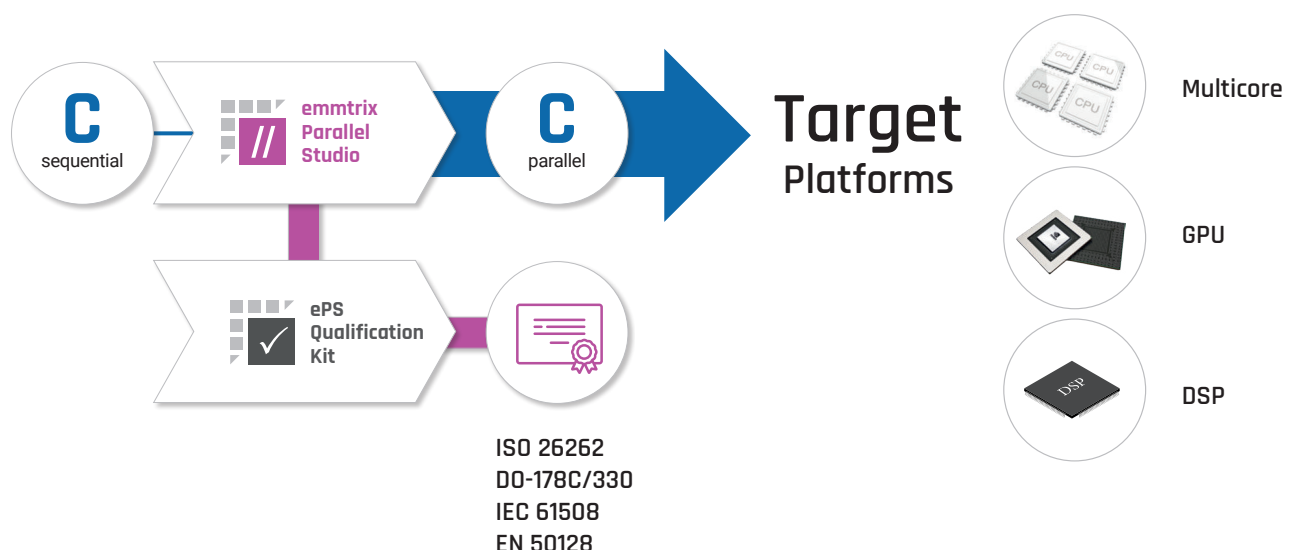 C
sequential
//
emmtrix
Parallel
Studio
C
parallel
Target
Platforms
CPU
CPU
CPU
CPU
Multicore
GPU
DSP
DSP
ePS
Qualification
Kit
ISO 26262
DO-178C/330
IEC 61508
EN 50128